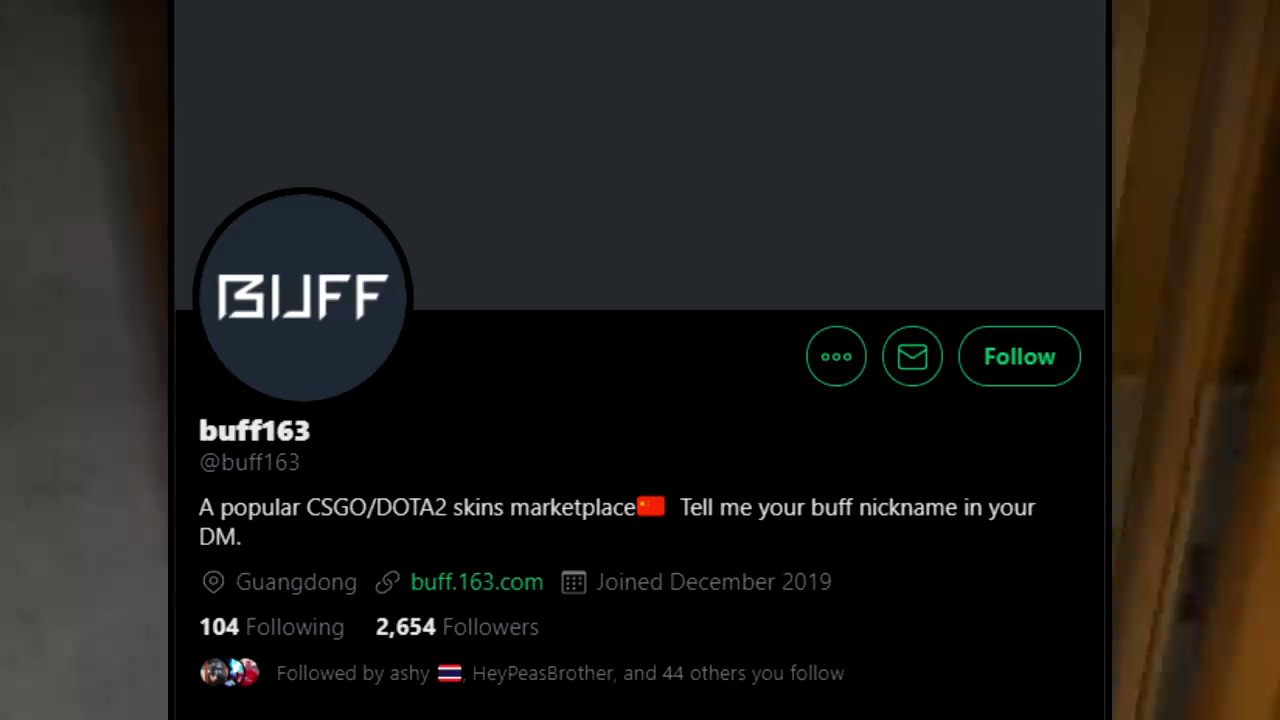 BUFF
Follow
buff163
@buff163
A popular CSGO/DOTA2 skins marketplace🇨🇳 Tell me your buff nickname in your
DM.
Guangdong buff.163.com Joined December 2019
104 Following 2,654 Followers
Followed by ashy 🇹🇭, HeyPeasBrother, and 44 others you follow